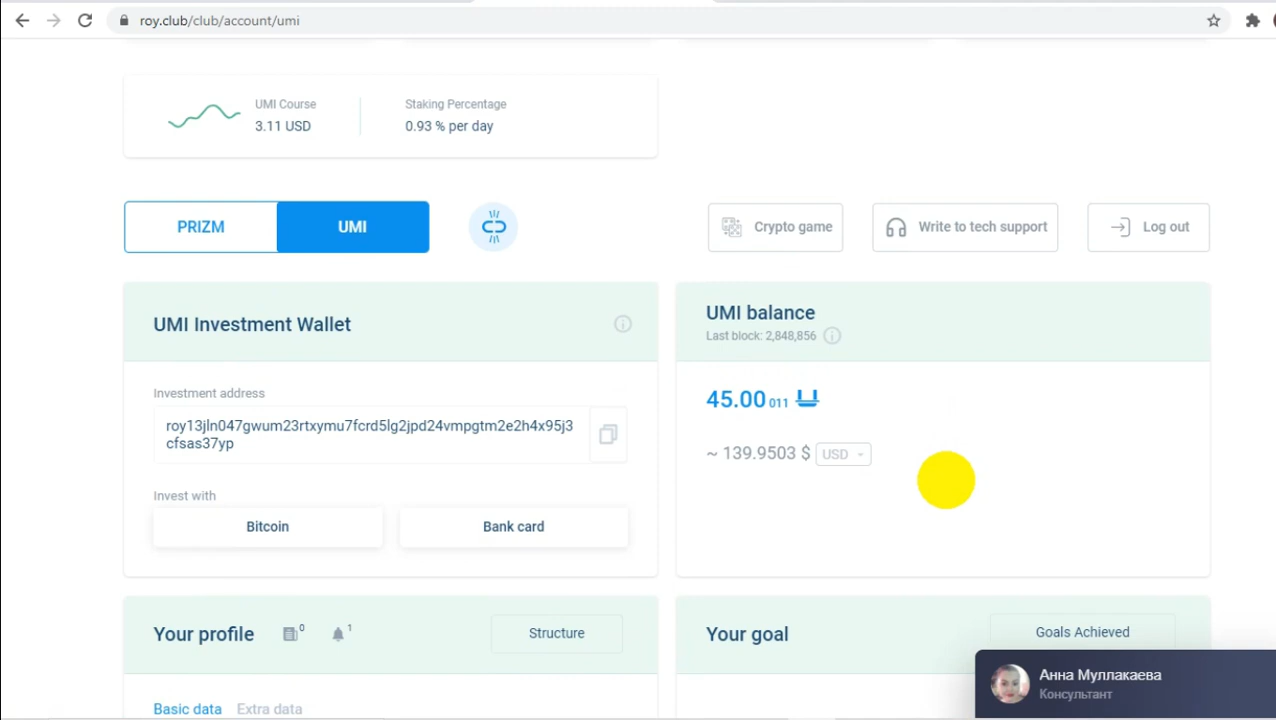 roy.club/club/account/umi
UMI Course
3.11 USD
Staking Percentage
0.93 % per day
PRIZM
UMI
Crypto game
Write to tech support
Log out
UMI Investment Wallet
Investment address
roy13jln047gwum23rtxymu7fcrd5lg2jpd24vmpgtm2e2h4x95j3
cfsas37yp
Invest with
Bitcoin
Bank card
UMI balance
Last block: 2,848,856
45.00 011
~ 139.9503 $ USD
Your profile
0
1
Structure
Basic data
Extra data
Your goal
Goals Achieved
Анна Муллакаева
Консультант